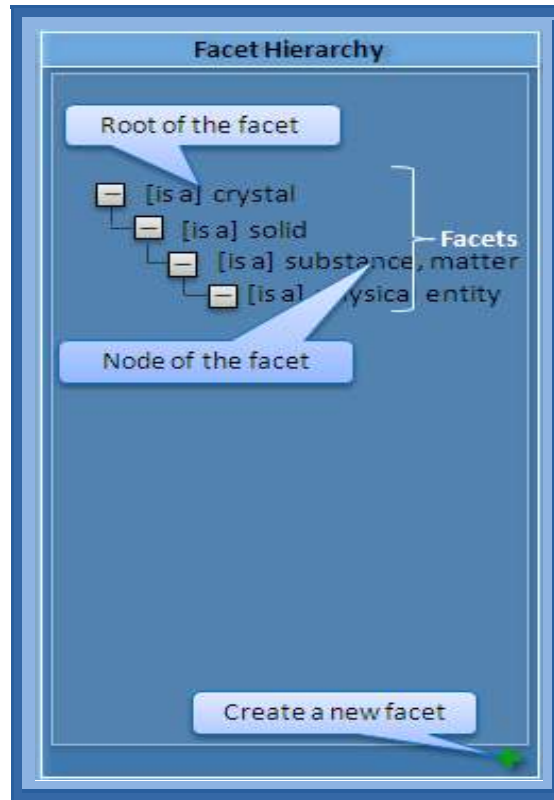 Facet Hierarchy
Root of the facet
[is a] crystal
[is a] solid
Facets
[is a] substance, matter
[is a] entity
Node of the facet
Create a new facet